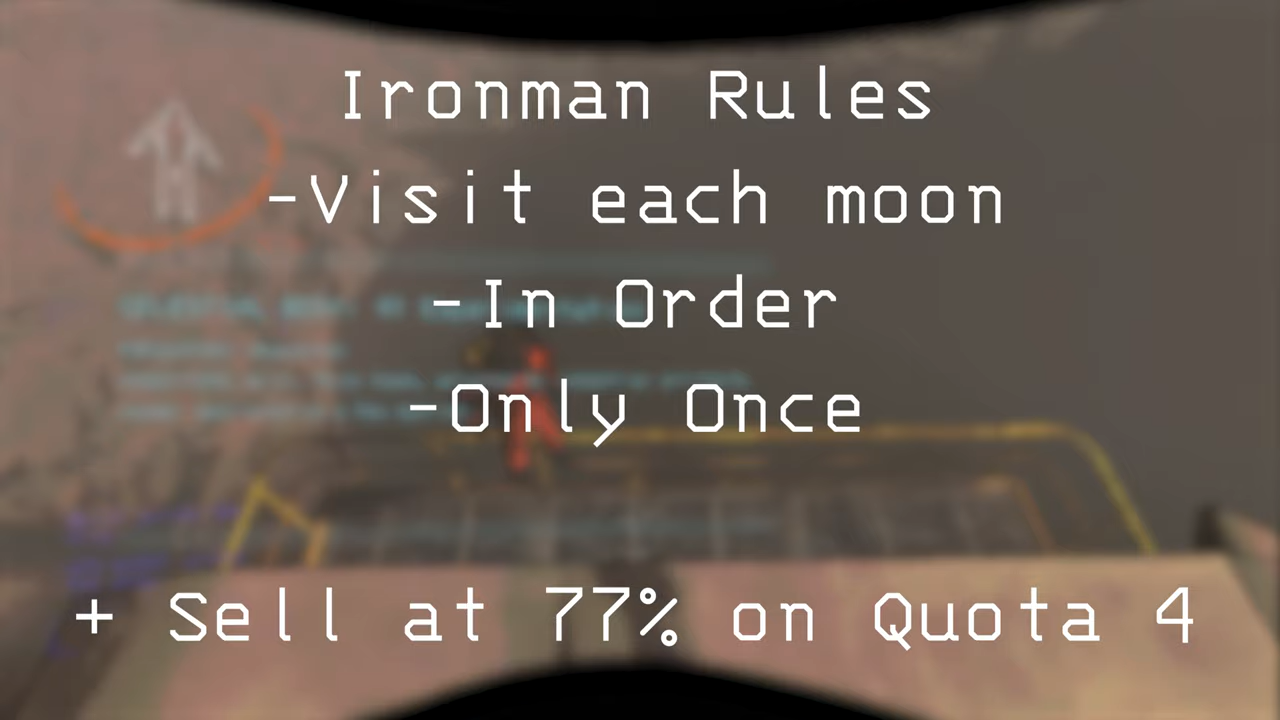 Ironman Rules
-Visit each moon
-In Order
-Only Once
+ Sell at 77% on Quota 4